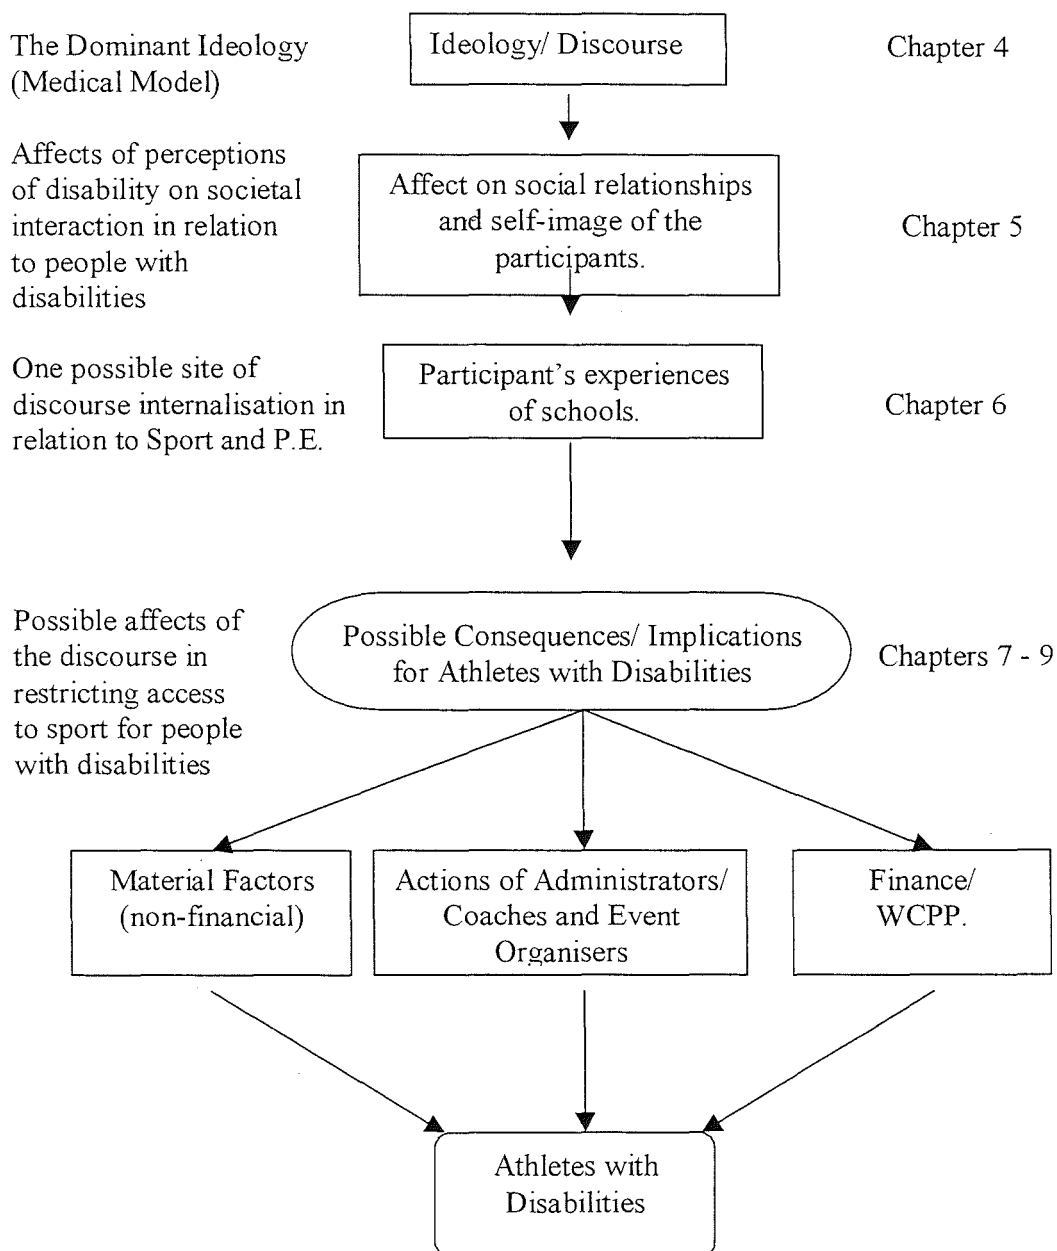 The Dominant Ideology
(Medical Model)
Ideology/ Discourse
Chapter 4
Affects of perceptions
of disability on societal
interaction in relation
to people with
disabilities
Affect on social relationships
and self-image of the
participants.
Chapter 5
One possible site of
discourse internalisation in
relation to Sport and P.E.
Participant's experiences
of schools.
Chapter 6
Possible affects of
the discourse in
restricting access
to sport for people
with disabilities
Possible Consequences/ Implications
for Athletes with Disabilities
Chapters 7 - 9
Material Factors
(non-financial)
Actions of Administrators/
Coaches and Event
Organisers
Finance/
WCPP.
Athletes with
Disabilities